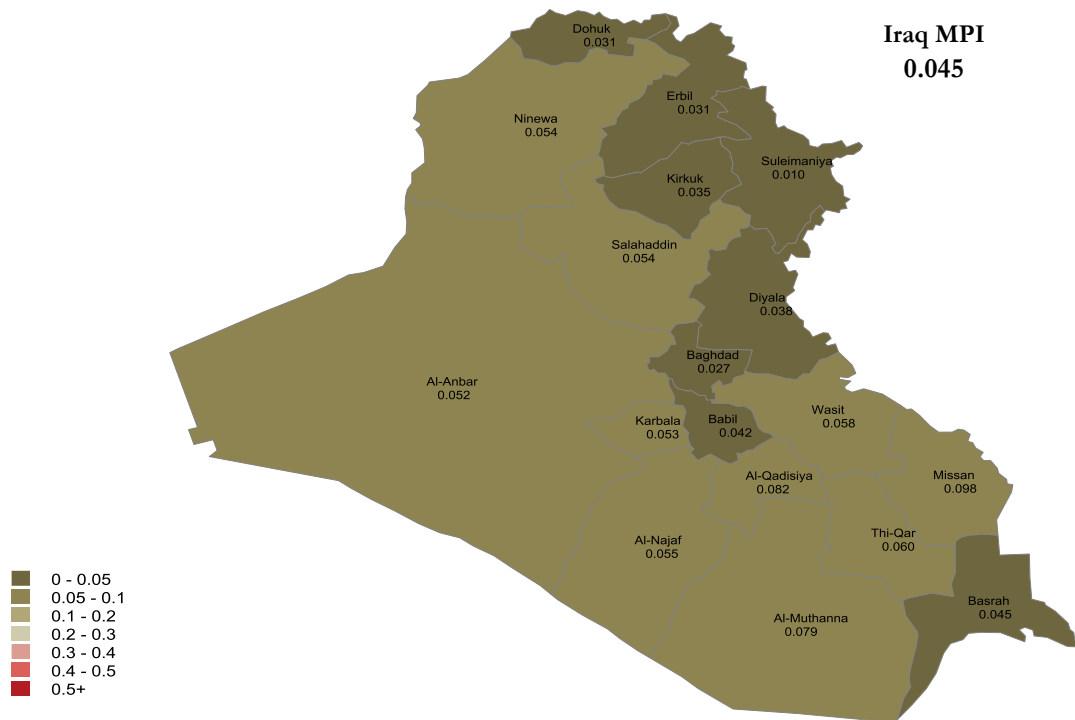 Iraq MPI
0.045
Dohuk
0.031
Erbil
0.031
Ninewa
0.054
Suleimaniya
0.010
Kirkuk
0.035
Salahaddin
0.054
Diyala
0.038
Baghdad
0.027
Al-Anbar
0.052
Karbala
0.053
Babil
0.042
Wasit
0.058
Al-Qadisiya
0.082
Missan
0.098
Al-Najaf
0.055
Thi-Qar
0.060
Basrah
0.045
Al-Muthanna
0.079
0 - 0.05
0.05 - 0.1
0.1 - 0.2
0.2 - 0.3
0.3 - 0.4
0.4 - 0.5
0.5+